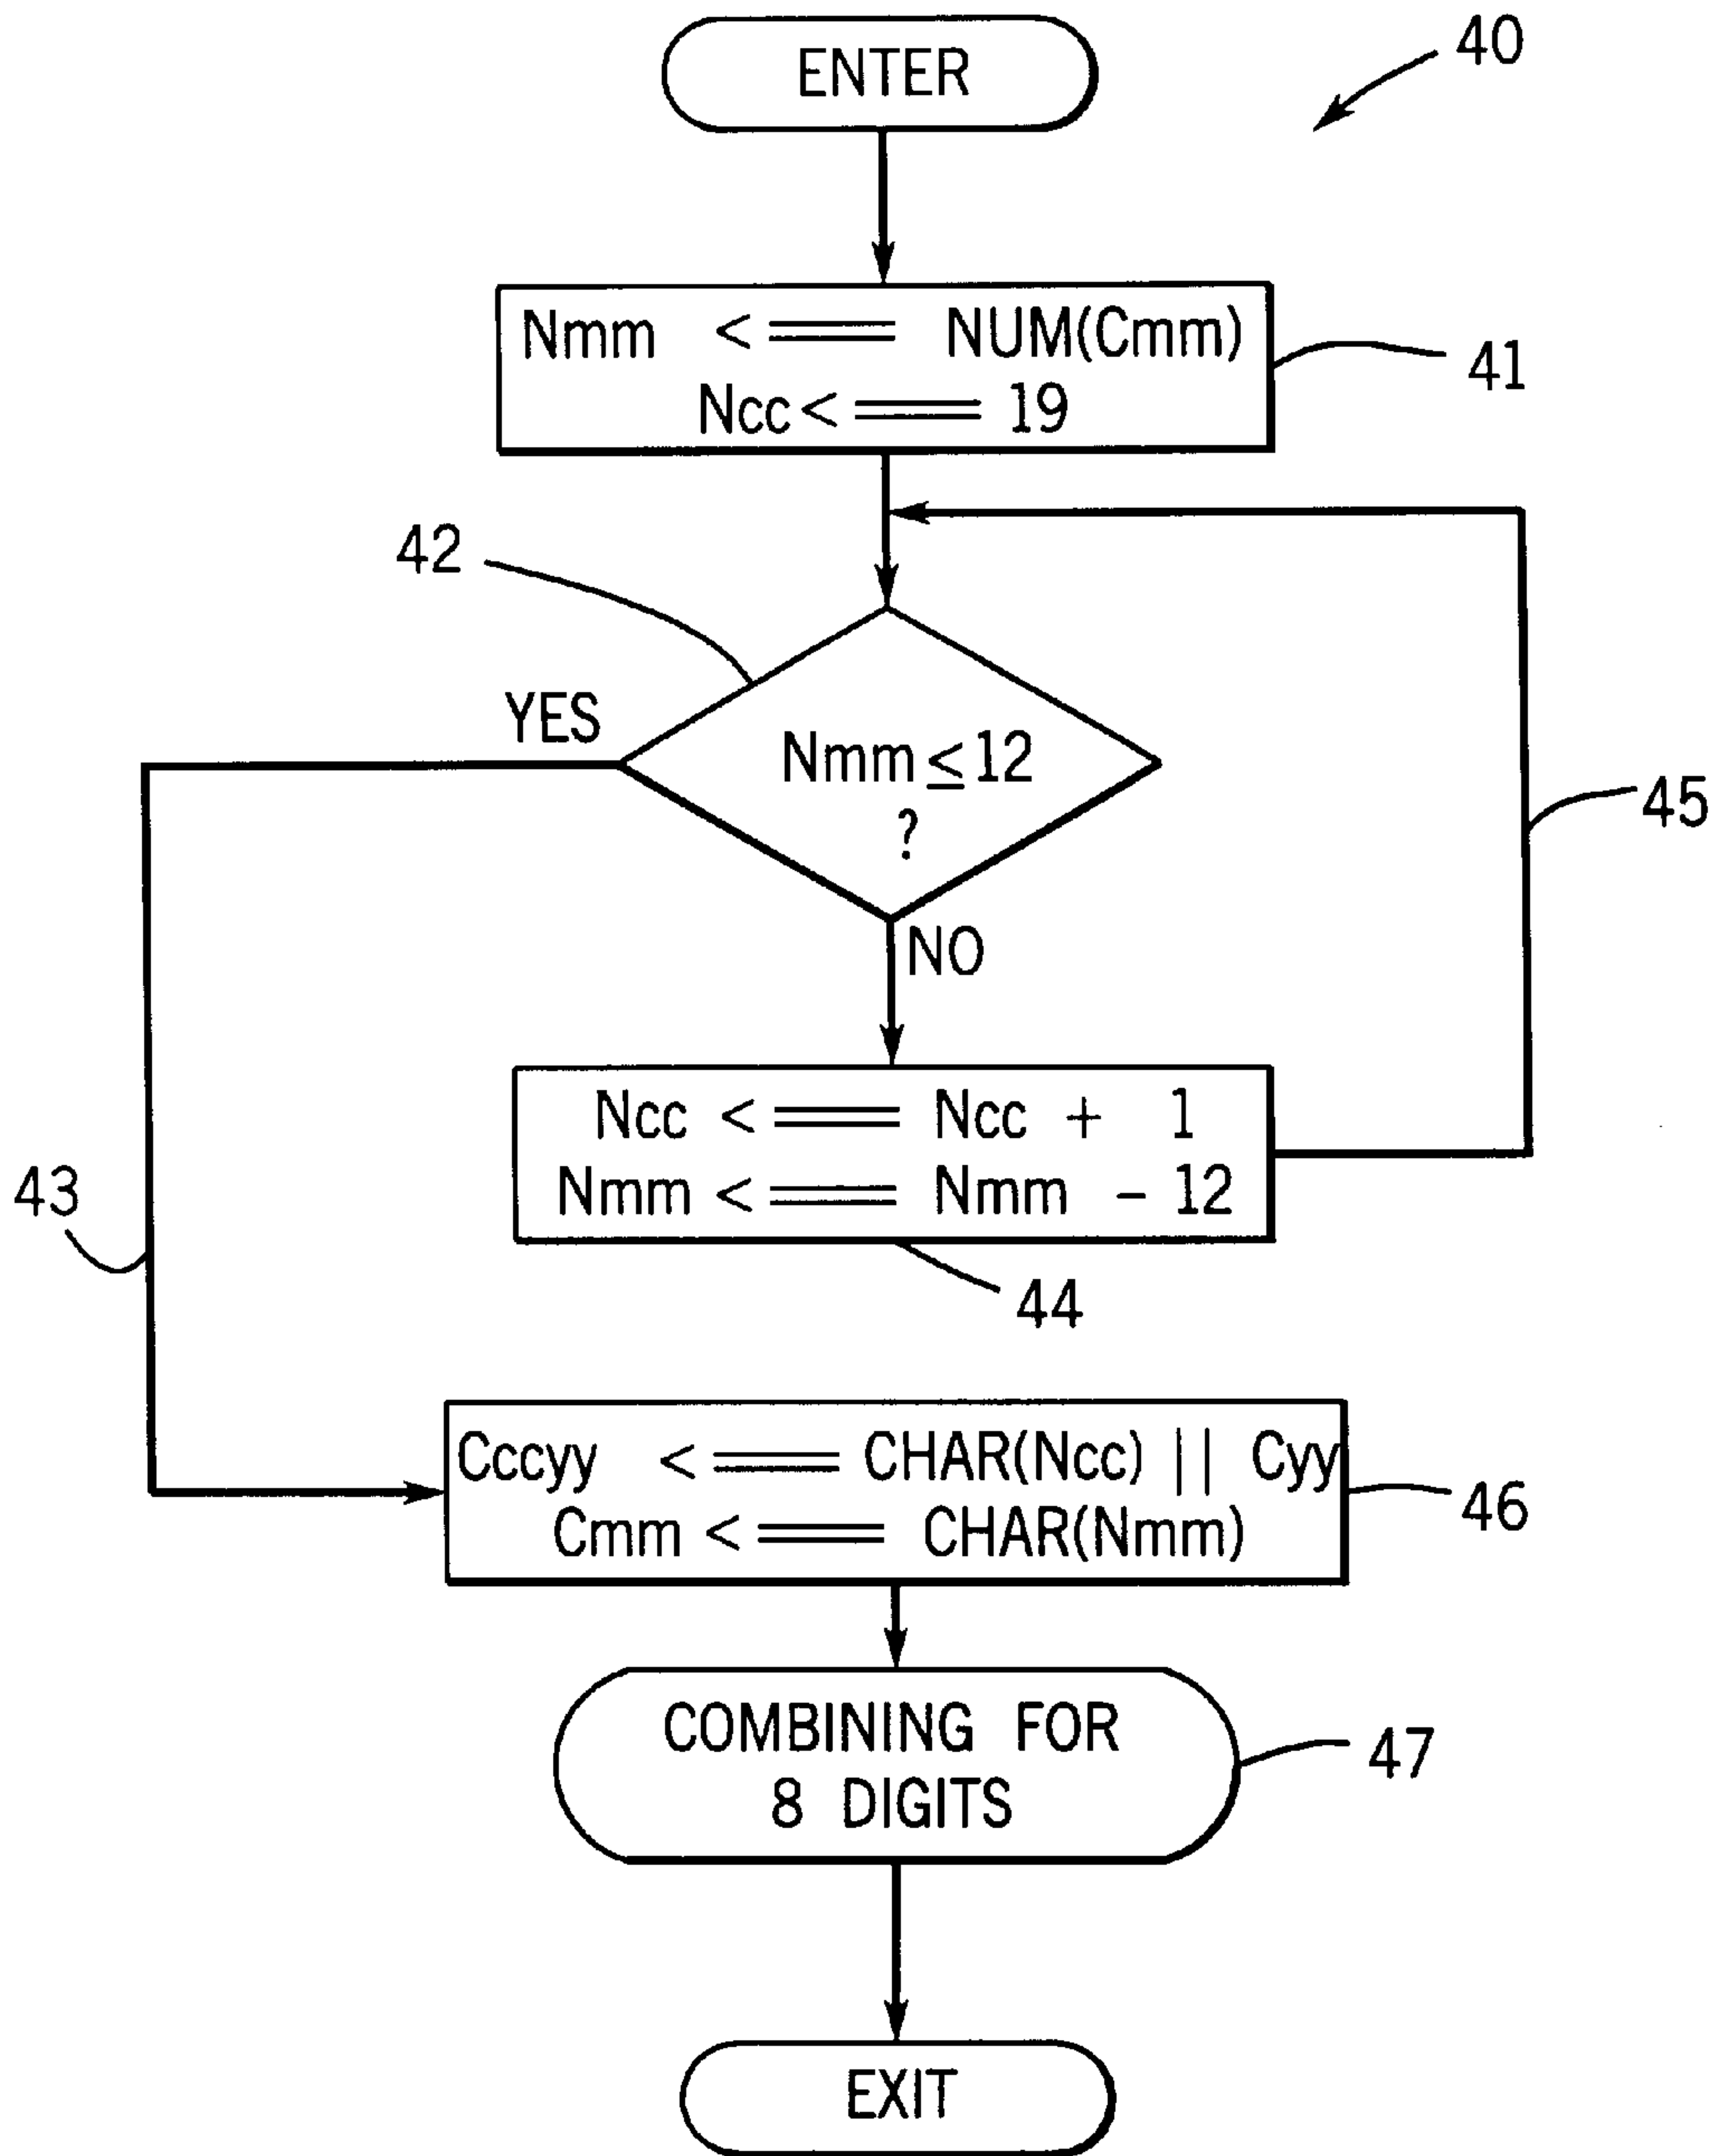 ENTER
40
Nmm <=== NUM(Cmm)
Ncc <=== 19
41
42
YES
Nmm ≤ 12
?
45
NO
Ncc <=== Ncc + 1
Nmm <=== Nmm - 12
43
44
Cccyy <=== CHAR(Ncc) || Cyy
Cmm <=== CHAR(Nmm)
46
COMBINING FOR
8 DIGITS
47
EXIT